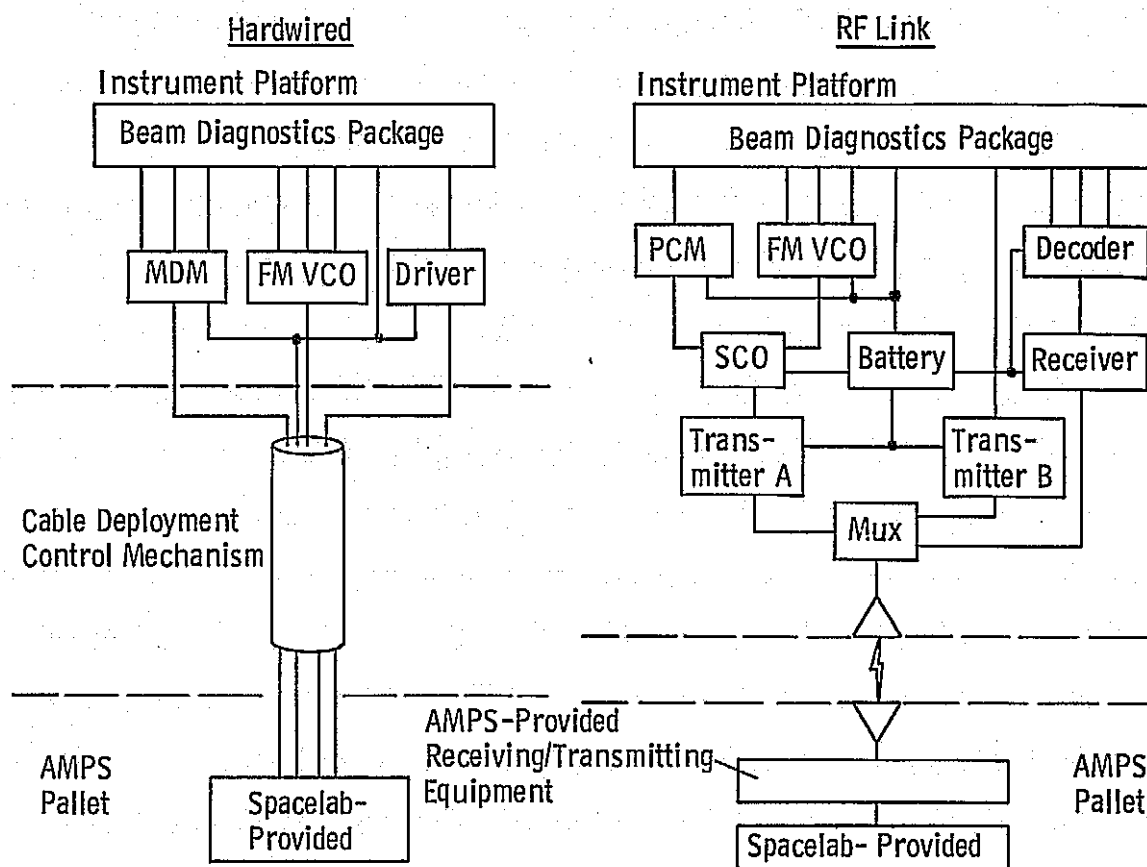 Hardwired
Instrument Platform
Beam Diagnostics Package
MDM
FM VCO
Driver
Cable Deployment
Control Mechanism
AMPS
Pallet
Spacelab-
Provided
RF Link
Instrument Platform
Beam Diagnostics Package
PCM
FM VCO
Decoder
SCO
Battery
Receiver
Trans-
mitter A
Trans-
mitter B
Mux
AMPS-Provided
Receiving/Transmitting
Equipment
AMPS
Pallet
Spacelab- Provided